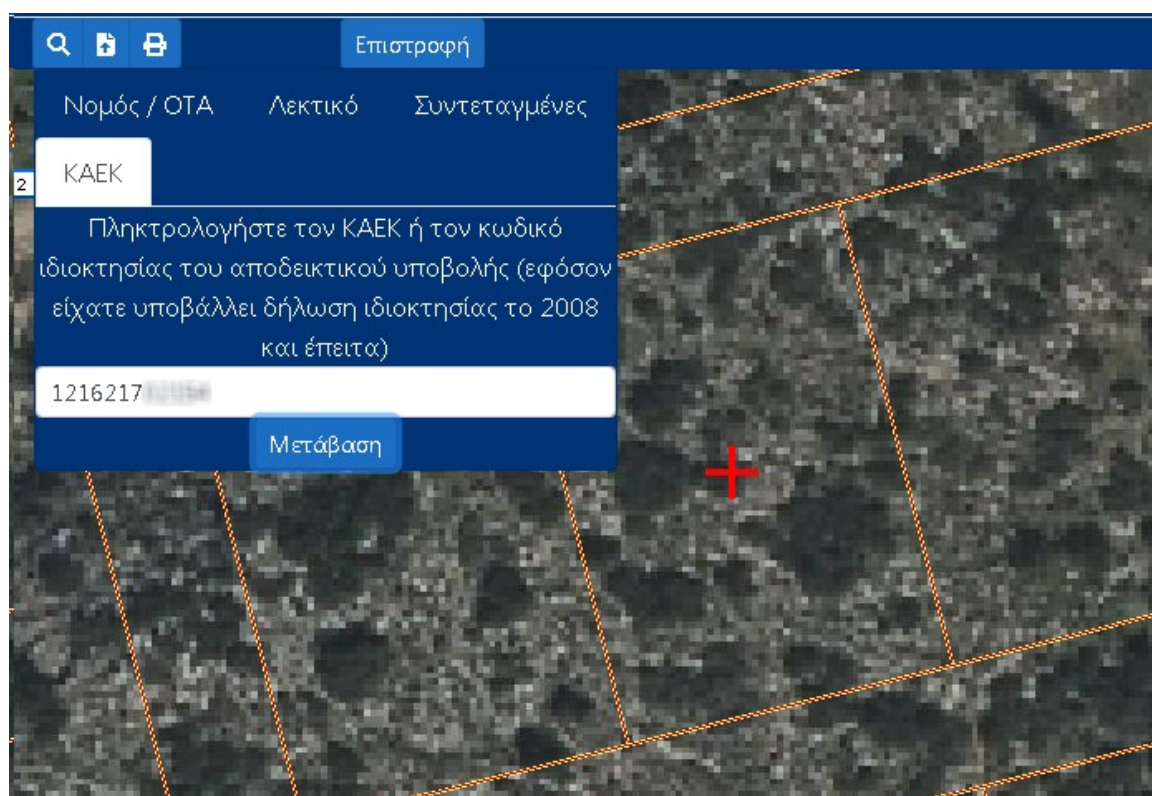 Επιστροφή
Νομός / ΟΤΑ Λεκτικό Συντεταγμένες
ΚΑΕΚ
2
Πληκτρολογήστε τον ΚΑΕΚ ή τον κωδικό
ιδιοκτησίας του αποδεικτικού υποβολής (εφόσον
είχατε υποβάλλει δήλωση ιδιοκτησίας το 2008
και έπειτα)
1216217
Μετάβαση